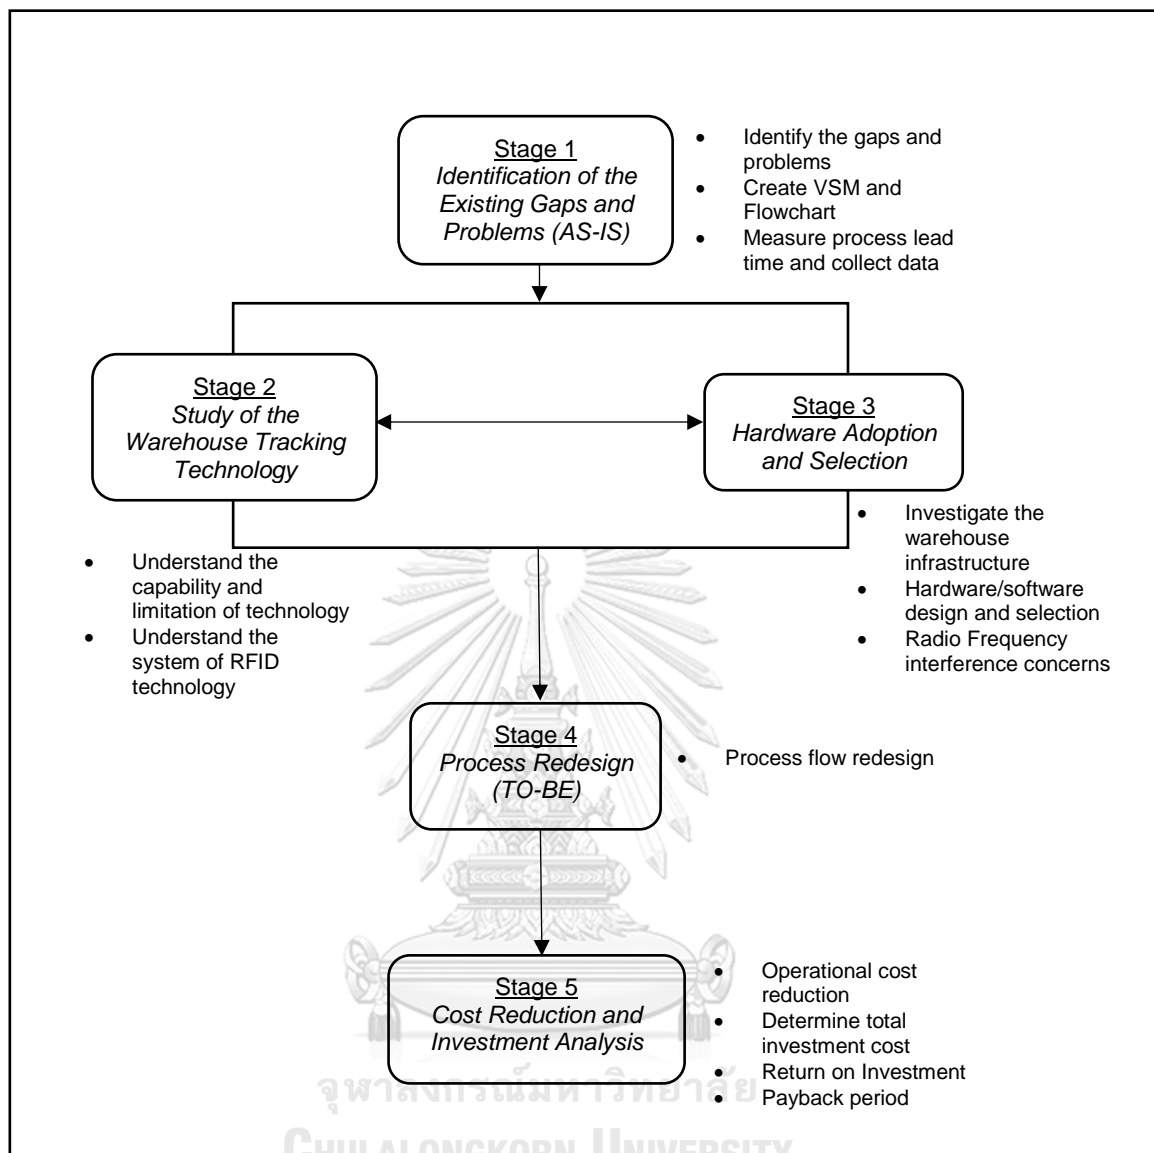 Stage 1
Identification of the
Existing Gaps and
Problems (AS-IS)
• Identify the gaps and
problems
• Create VSM and
Flowchart
• Measure process lead
time and collect data
Stage 2
Study of the
Warehouse Tracking
Technology
Stage 3
Hardware Adoption
and Selection
• Understand the
capability and
limitation of technology
• Understand the
system of RFID
technology
• Investigate the
warehouse
infrastructure
• Hardware/software
design and selection
• Radio Frequency
interference concerns
Stage 4
Process Redesign
(TO-BE)
• Process flow redesign
Stage 5
Cost Reduction and
Investment Analysis
• Operational cost
reduction
• Determine total
investment cost
• Return on Investment
• Payback period
จุฬาลงกรณ์มหาวิทยาลัย
CHULALONGKORN UNIVERSITY